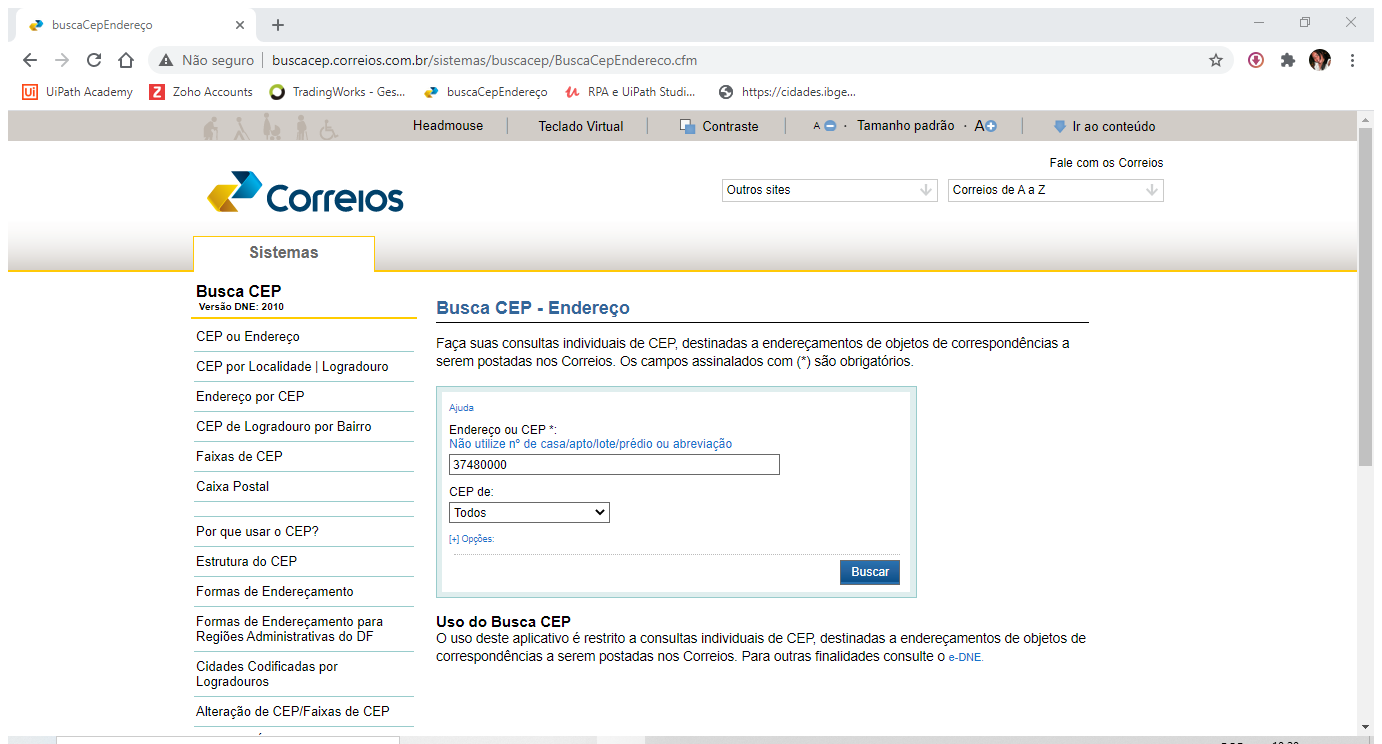 buscaCepEndereço
Não seguro
buscacep.correios.com.br/sistemas/buscacep/BuscaCepEndereco.cfm
UiPath Academy
Zoho Accounts
TradingWorks - Ges...
buscaCepEndereço
RPA e UiPath Studi...
https://cidades.ibge...
Headmouse
Teclado Virtual
Contraste
A
Tamanho padrão
A
Ir ao conteúdo
Fale com os Correios
Correios
Outros sites
Correios de A a Z
Sistemas
Busca CEP
Versão DNE: 2010
CEP ou Endereço
CEP por Localidade | Logradouro
Endereço por CEP
CEP de Logradouro por Bairro
Faixas de CEP
Caixa Postal
Por que usar o CEP?
Estrutura do CEP
Formas de Endereçamento
Formas de Endereçamento para
Regiões Administrativas do DF
Cidades Codificadas por
Logradouros
Alteração de CEP/Faixas de CEP
Busca CEP - Endereço
Faça suas consultas individuais de CEP, destinadas a endereçamentos de objetos de correspondências a
serem postadas nos Correios. Os campos assinalados com (*) são obrigatórios.
Ajuda
Endereço ou CEP *:
Não utilize nº de casa/apto/lote/prédio ou abreviação
37480000
CEP de:
Todos
[+] Opções:
Buscar
Uso do Busca CEP
O uso deste aplicativo é restrito a consultas individuais de CEP, destinadas a endereçamentos de objetos de
correspondências a serem postadas nos Correios. Para outras finalidades consulte o e-DNE.